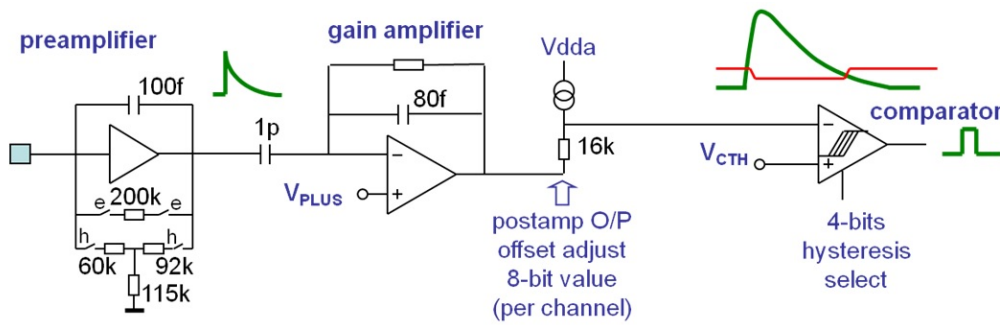 preamplifier
gain amplifier
Vdda
100f
80f
1p
16k
comparator
VPLUS
VCTH
e
200k
e
h
h
60k
92k
115k
postamp O/P
offset adjust
8-bit value
(per channel)
4-bits
hysteresis
select
−
+
−
+